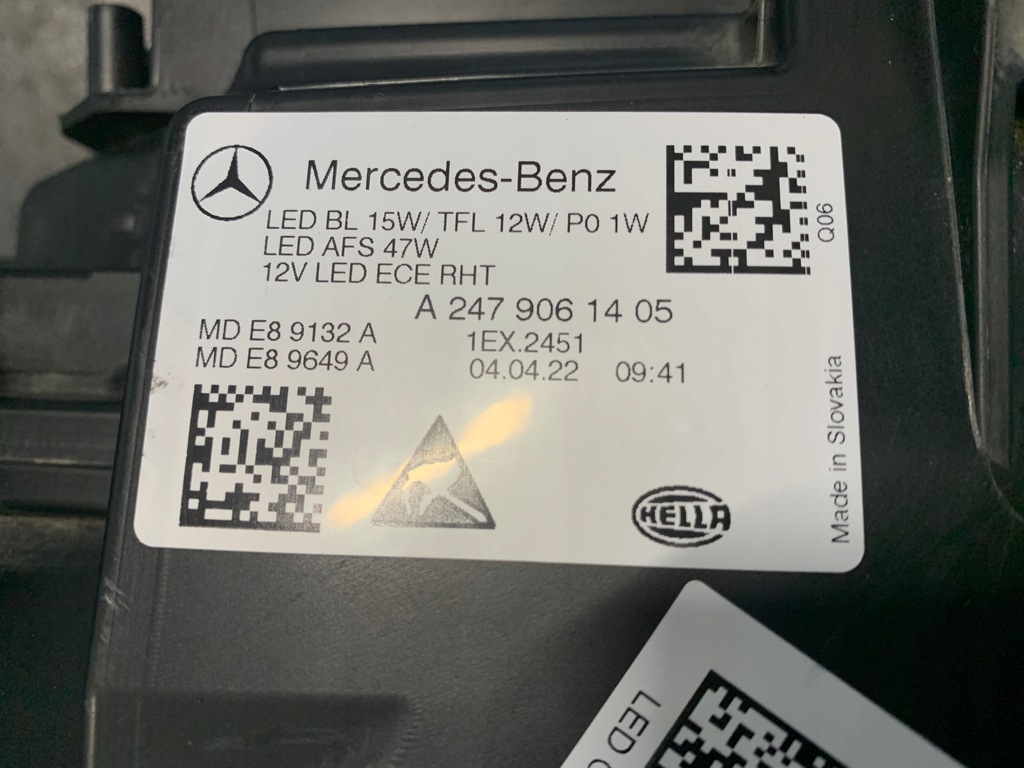 Mercedes-Benz
LED BL 15W/ TFL 12W/ P0 1W
LED AFS 47W
12V LED ECE RHT
Q06
A 247 906 14 05
MD E8 9132 A
1EX.2451
MD E8 9649 A
04.04.22 09:41
Made in Slovakia
HELLA
LED